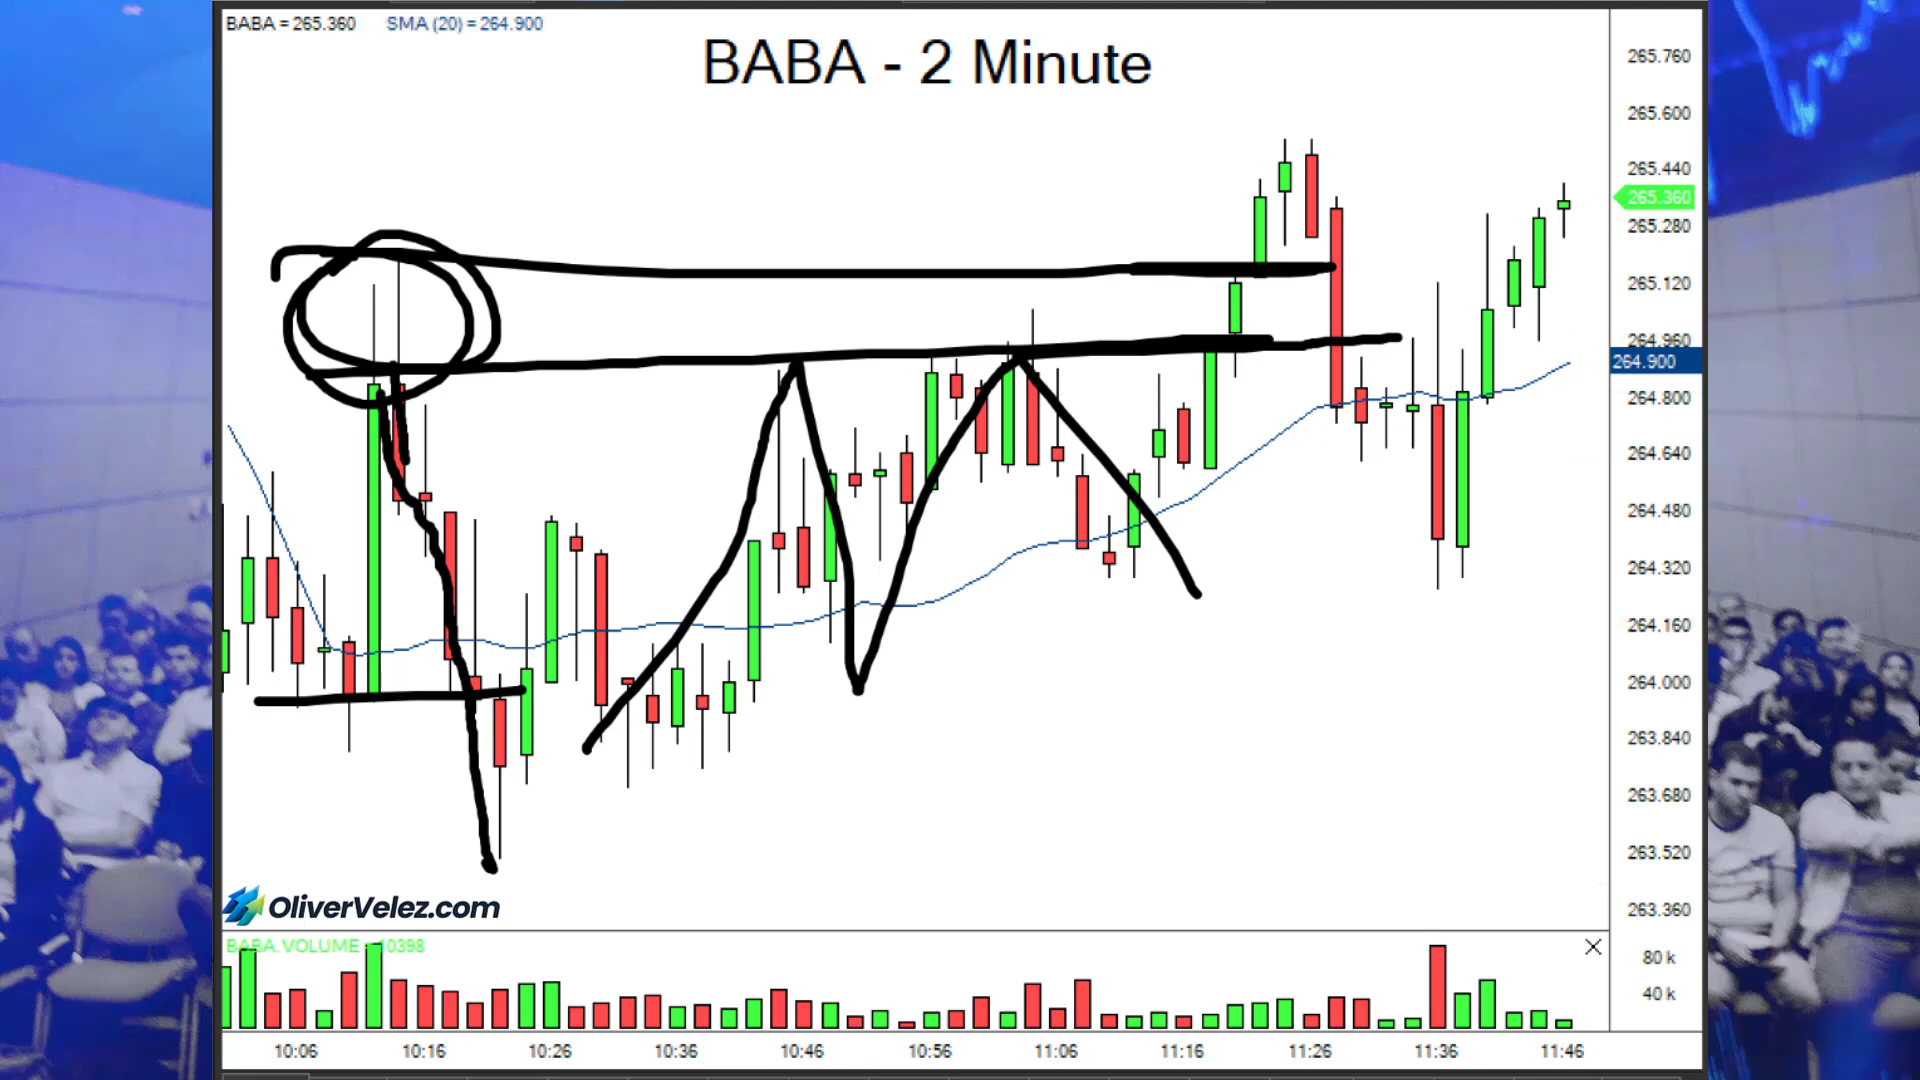 BABA = 265.360 SMA (20) = 264.900
BABA - 2 Minute
265.760
265.600
265.440
265.360
265.280
265.120
264.960
264.900
264.800
264.640
264.480
264.320
264.160
264.000
263.840
263.680
263.520
263.360
OliverVelez.com
BABA.VOLUME = 10398
80 k
40 k
10:06 10:16 10:26 10:36 10:46 10:56 11:06 11:16 11:26 11:36 11:46